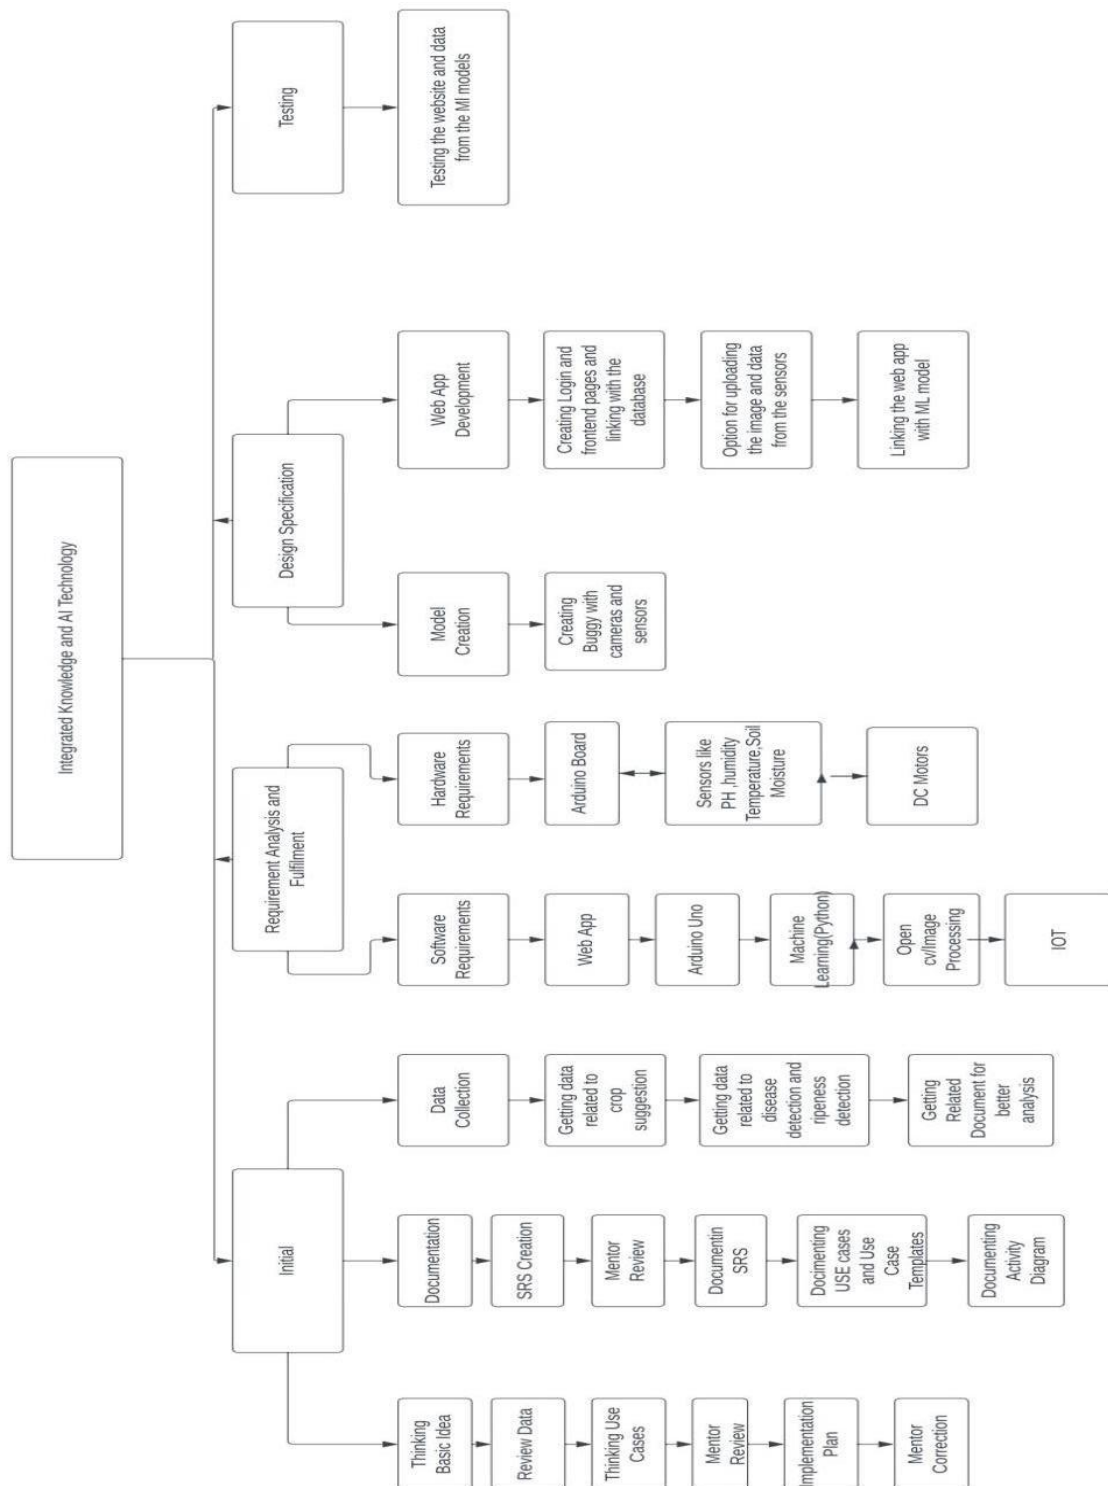 Integrated Knowledge and AI Technology
Initial
Requirement Analysis and
Fulfilment
Design Specification
Testing
Thinking
Basic Idea
Review Data
Thinking Use
Cases
Mentor
Review
Implementation
Plan
Mentor
Correction
Documentation
SRS Creation
Mentor
Review
Documentin
SRS
Docimenting
USE cases
and Use
Case
Templates
Documenting
Activity
Diagram
Data
Collection
Getting data
related to
crop
suggestion
Getting data
related to
disease
detection and
ripeness
detection
Getting
Related
Document for
better
analysis
Software
Requirements
Web App
Arduino Uno
Machine
Learning(Python)
Open
cv/Image
Processing
IOT
Hardware
Requirements
Arduino Board
Sensors like
PH ,humidity
Temperature,Soil
Moisture
DC Motors
Model
Creation
Creating
Buggy with
cameras and
sensors
Web App
Development
Creating Login and
frontend pages and
linking with the
database
Option for uploading
the image and data
from the sensors
Linking the web app
with ML model
Testing the website and data
from the Ml models